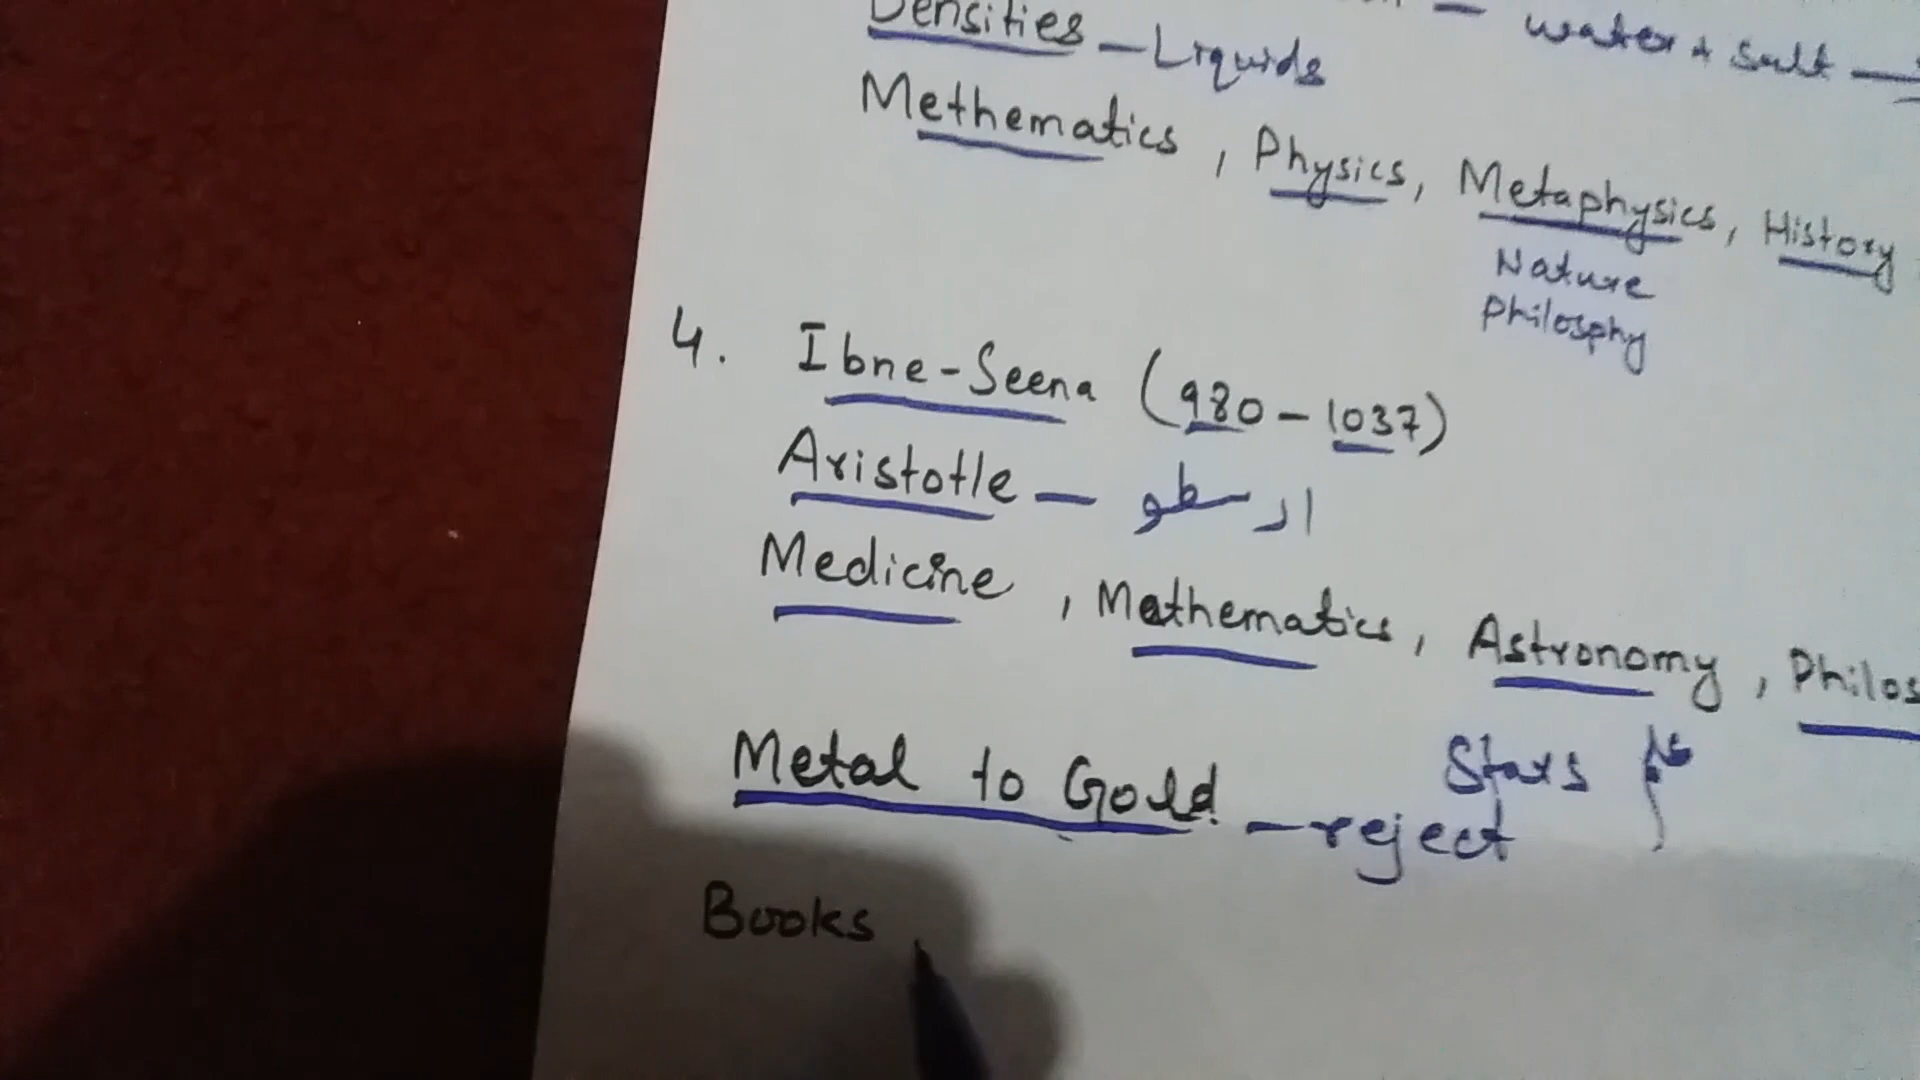 Densities – Liquids
– water + salt –
Methematics , Physics, Metaphysics, History
Nature
Philosphy
4. Ibne-Seena (980 – 1037)
Aristotle – ارسطو
Medicine , Mathematics, Astronomy , Philos
Stars
Metal to Gold. – reject
Books